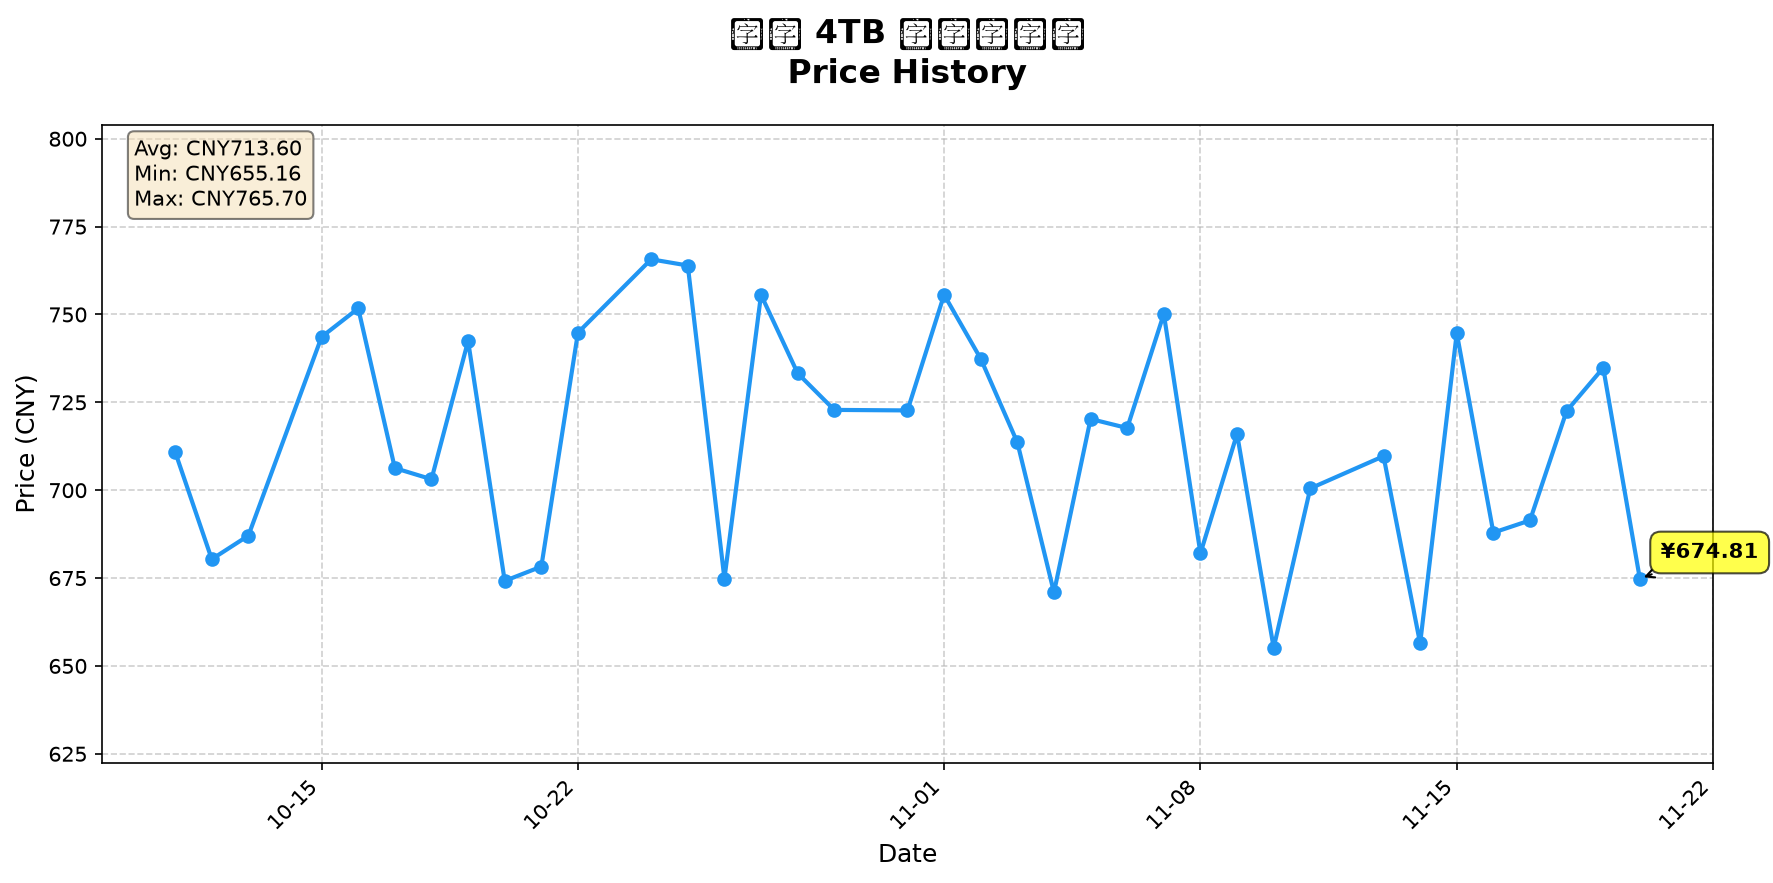 4TB
Price History
Avg: CNY713.60
Min: CNY655.16
Max: CNY765.70
800
775
750
725
700
675
650
625
Price (CNY)
¥674.81
10-15
10-22
11-01
11-08
11-15
11-22
Date